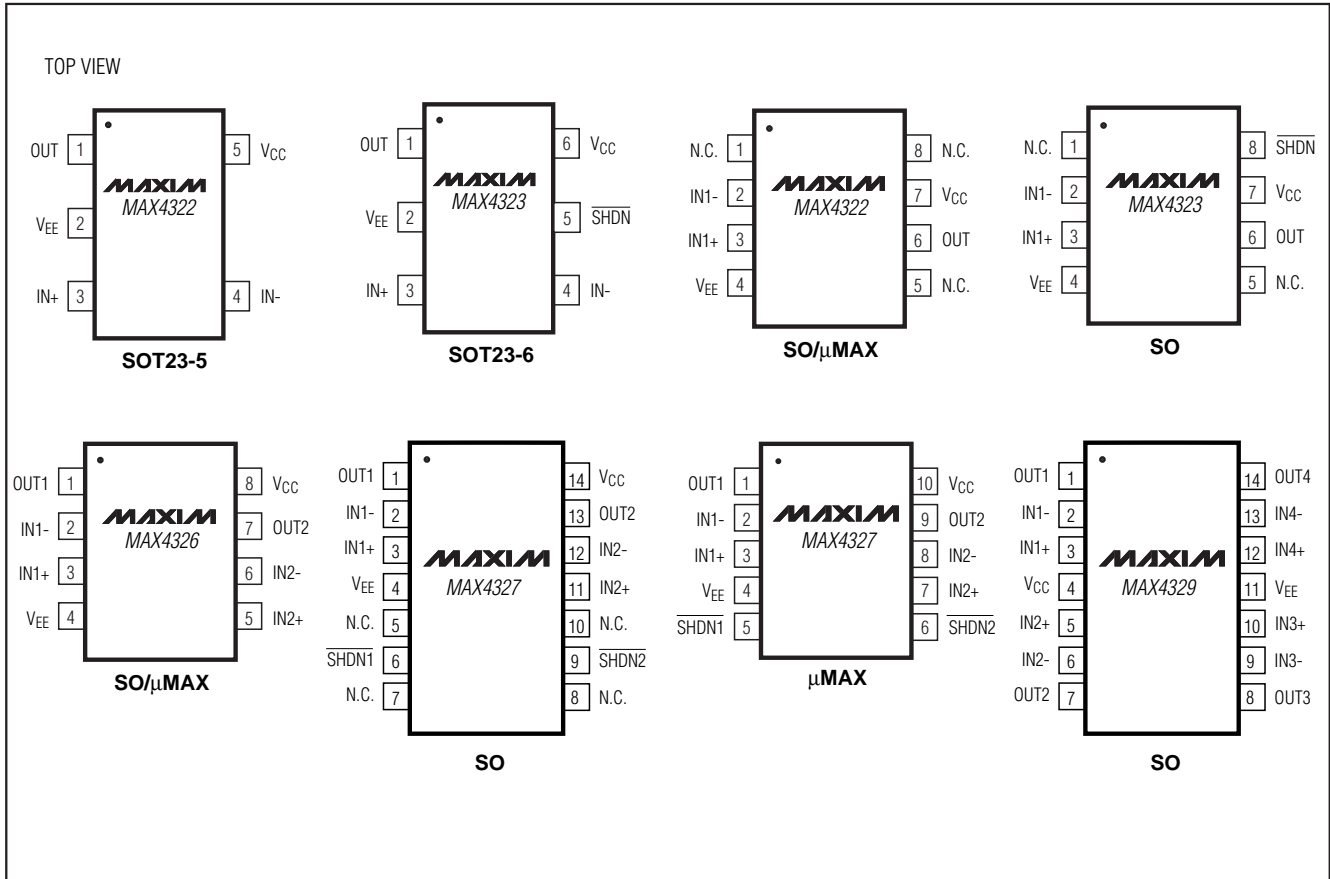 TOP VIEW
OUT 1
VEE 2
IN+ 3
5 VCC
4 IN-
MAXIM
MAX4322
SOT23-5
OUT 1
VEE 2
IN+ 3
6 VCC
5 SHDN
4 IN-
MAXIM
MAX4323
SOT23-6
N.C. 1
IN1- 2
IN1+ 3
VEE 4
8 N.C.
7 VCC
6 OUT
5 N.C.
MAXIM
MAX4322
SO/µMAX
N.C. 1
IN1- 2
IN1+ 3
VEE 4
8 SHDN
7 VCC
6 OUT
5 N.C.
MAXIM
MAX4323
SO
OUT1 1
IN1- 2
IN1+ 3
VEE 4
8 VCC
7 OUT2
6 IN2-
5 IN2+
MAXIM
MAX4326
SO/µMAX
OUT1 1
IN1- 2
IN1+ 3
VEE 4
N.C. 5
SHDN1 6
N.C. 7
14 VCC
13 OUT2
12 IN2-
11 IN2+
10 N.C.
9 SHDN2
8 N.C.
MAXIM
MAX4327
SO
OUT1 1
IN1- 2
IN1+ 3
VEE 4
SHDN1 5
10 VCC
9 OUT2
8 IN2-
7 IN2+
6 SHDN2
MAXIM
MAX4327
µMAX
OUT1 1
IN1- 2
IN1+ 3
VCC 4
IN2+ 5
IN2- 6
OUT2 7
14 OUT4
13 IN4-
12 IN4+
11 VEE
10 IN3+
9 IN3-
8 OUT3
MAXIM
MAX4329
SO